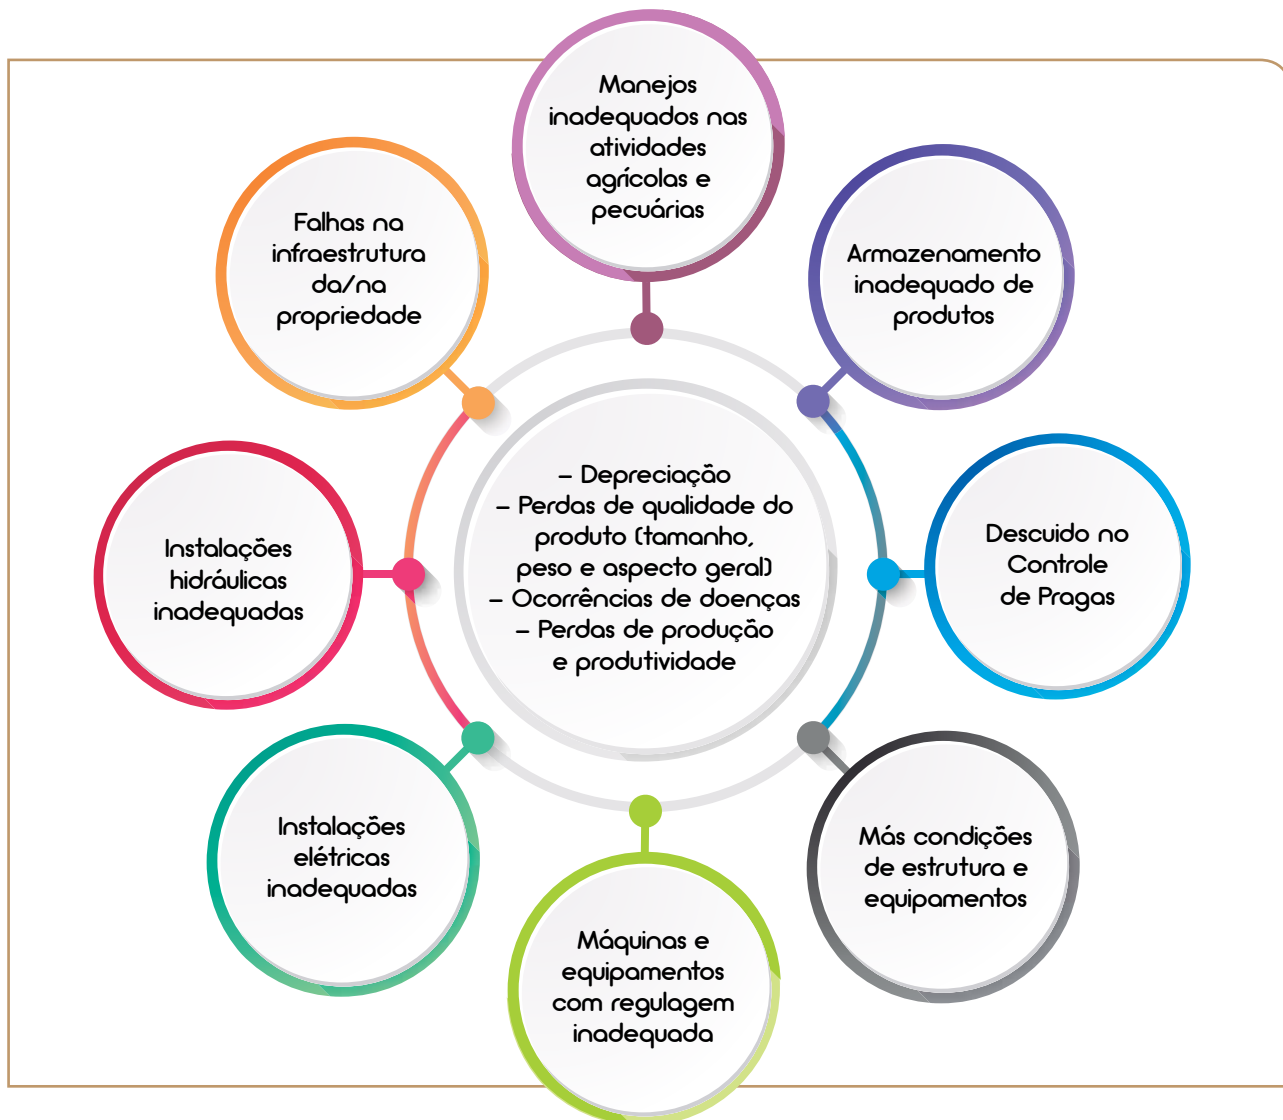 Manejos
inadequados nas
atividades
agrícolas e
pecuárias
Armazenamento
inadequado de
produtos
Descuido no
Controle
de Pragas
Más condições
de estrutura e
equipamentos
Máquinas e
equipamentos
com regulagem
inadequada
Instalações
elétricas
inadequadas
Instalações
hidráulicas
inadequadas
Falhas na
infraestrutura
da/na
propriedade
– Depreciação
– Perdas de qualidade do
produto (tamanho,
peso e aspecto geral)
– Ocorrências de doenças
– Perdas de produção
e produtividade